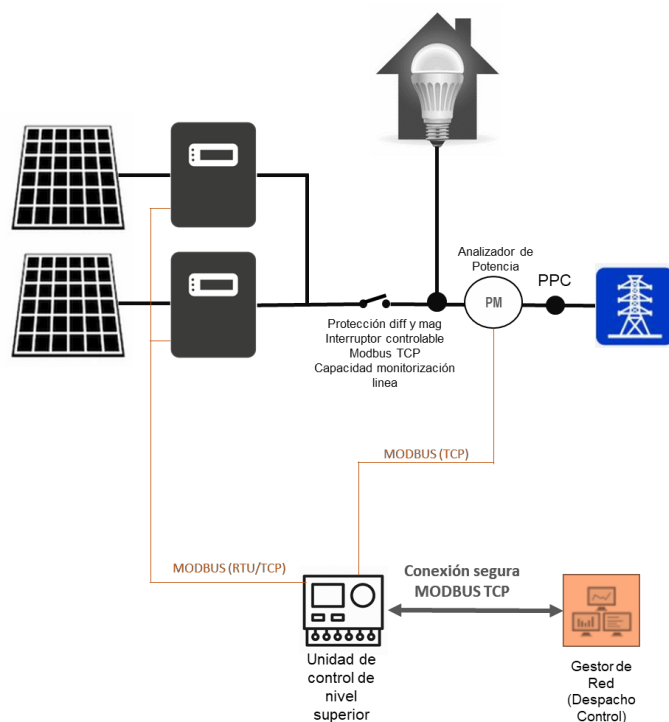 Analizador de
Potencia
PPC
PM
Protección diff y mag
Interruptor controlable
Modbus TCP
Capacidad monitorización
linea
MODBUS (TCP)
MODBUS (RTU/TCP)
Conexión segura
MODBUS TCP
Unidad de
control de
nivel
superior
Gestor de
Red
(Despacho
Control)